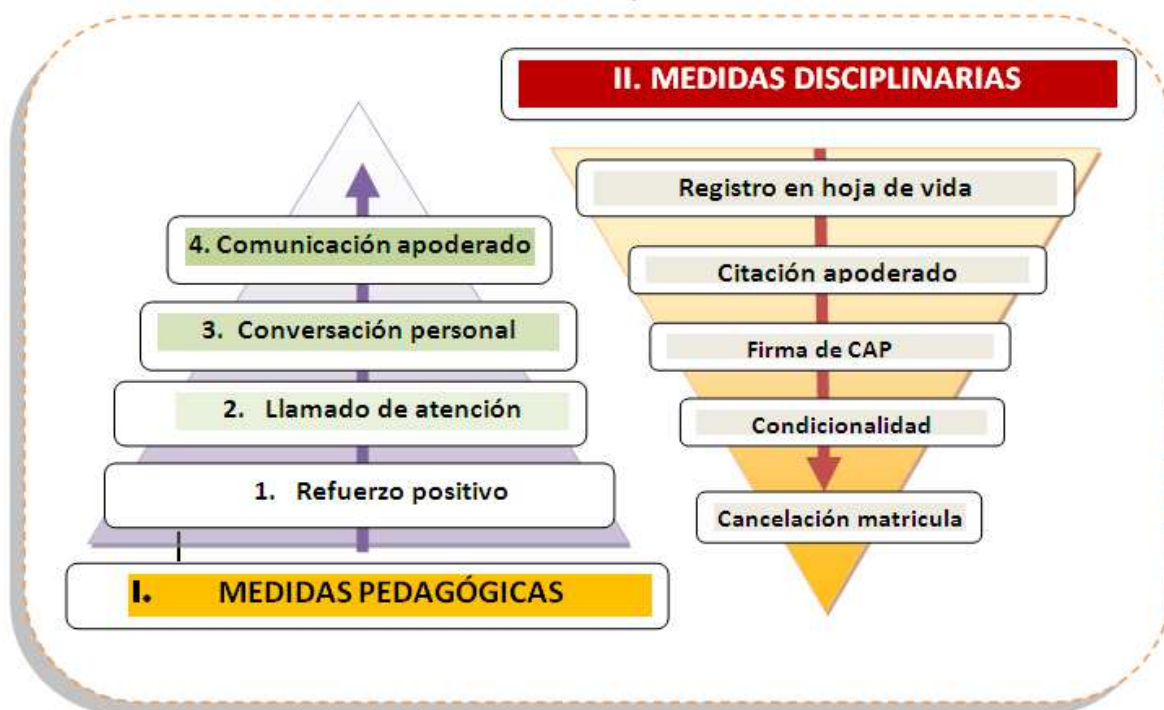 II. MEDIDAS DISCIPLINARIAS
Registro en hoja de vida
Citación apoderado
Firma de CAP
Condicionalidad
Cancelación matricula
4. Comunicación apoderado
3. Conversación personal
2. Llamado de atención
1. Refuerzo positivo
I. MEDIDAS PEDAGÓGICAS